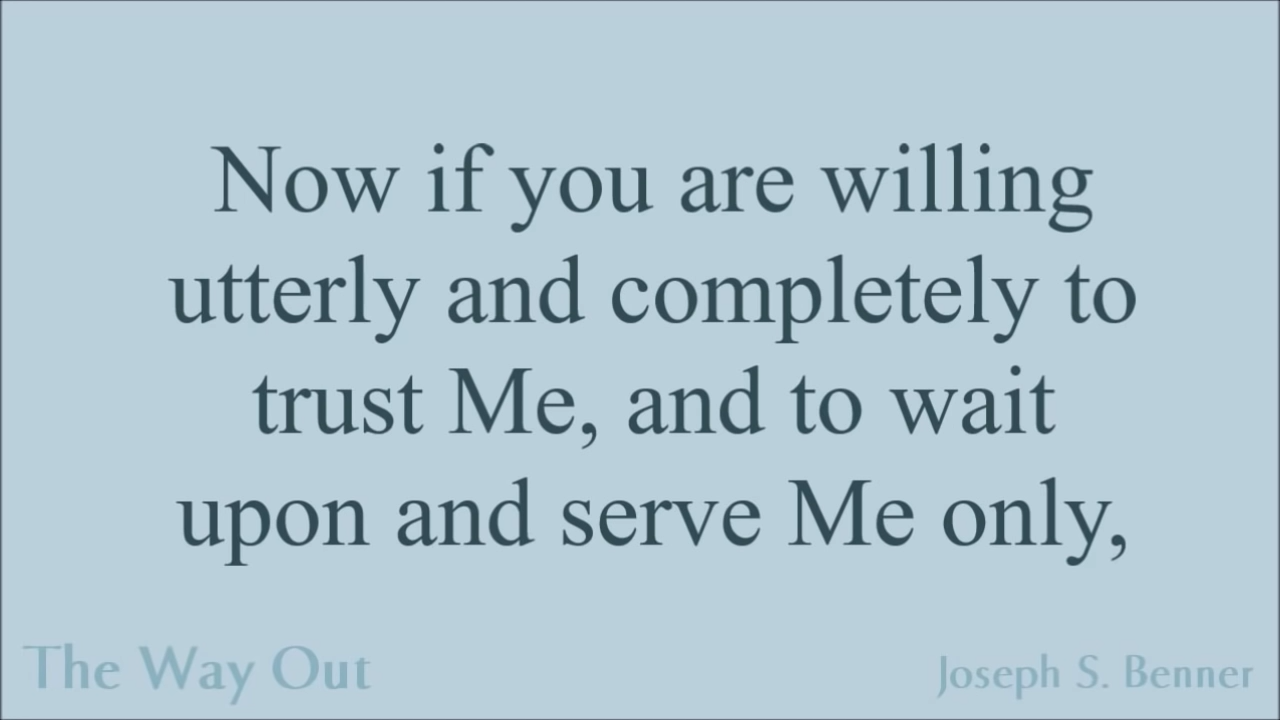 Now if you are willing
utterly and completely to
trust Me, and to wait
upon and serve Me only,
The Way Out
Joseph S. Benner